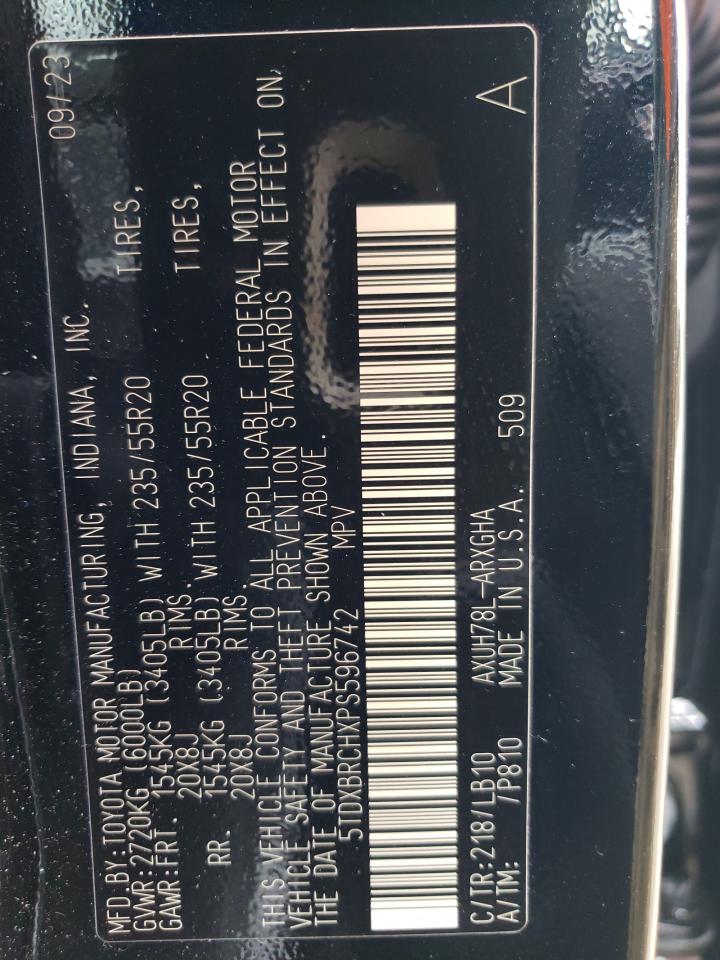 MFD.BY:TOYOTA MOTOR MANUFACTURING, INDIANA, INC. 09/23
GVWR:2720KG (6000LB)
GAWR:FRT. 1545KG (3405LB) WITH 235/55R20 TIRES,
20X8J RIMS.
RR. 1545KG (3405LB) WITH 235/55R20 TIRES,
20X8J RIMS
THIS VEHICLE CONFORMS TO ALL APPLICABLE FEDERAL MOTOR
VEHICLE SAFETY AND THEFT PREVENTION STANDARDS IN EFFECT ON
THE DATE OF MANUFACTURE SHOWN ABOVE.
5TDXBRCHXPS596742 MPV
C/TR:218/LB10 AXUH78L-ARXGHA
A/TM: /P810 MADE IN U.S.A. 509 A